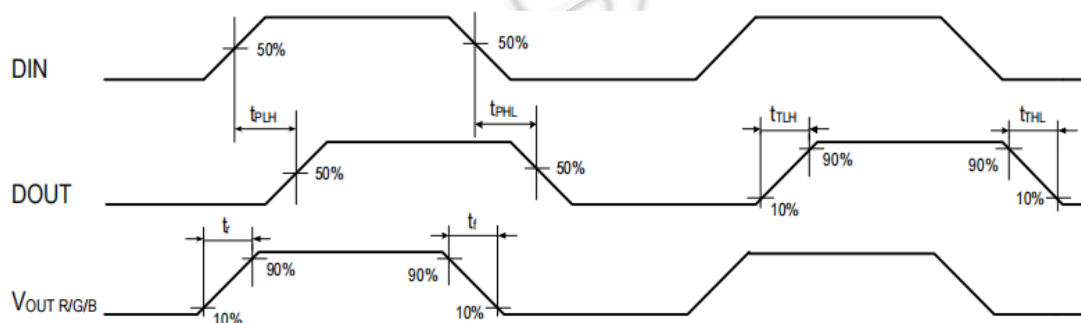 DIN
50%
50%
tPLH
tPHL
tTLH
tTHL
DOUT
50%
50%
90%
90%
10%
10%
tr
tf
VOUT R/G/B
90%
90%
10%
10%